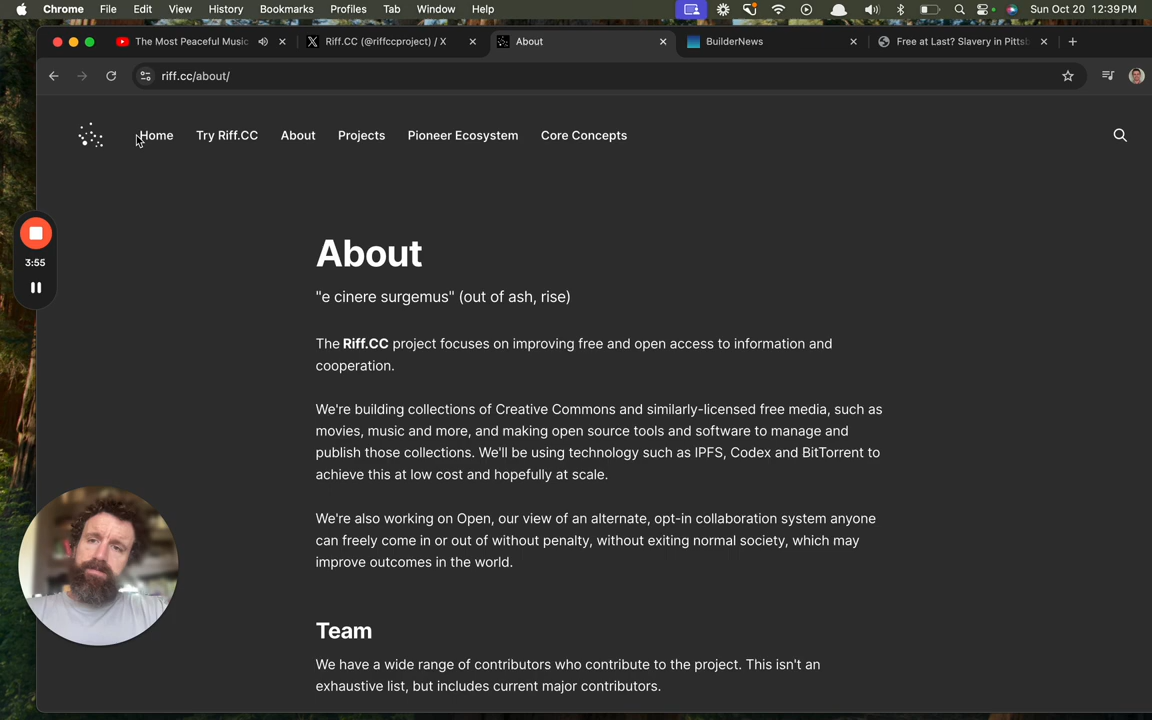 Chrome File Edit View History Bookmarks Profiles Tab Window Help Sun Oct 20 12:39 PM
The Most Peaceful Music Riff.CC (@riffccproject) / X About BuilderNews Free at Last? Slavery in Pittsb
riff.cc/about/
Home Try Riff.CC About Projects Pioneer Ecosystem Core Concepts
3:55
About
"e cinere surgemus" (out of ash, rise)
The Riff.CC project focuses on improving free and open access to information and
cooperation.
We're building collections of Creative Commons and similarly-licensed free media, such as
movies, music and more, and making open source tools and software to manage and
publish those collections. We'll be using technology such as IPFS, Codex and BitTorrent to
achieve this at low cost and hopefully at scale.
We're also working on Open, our view of an alternate, opt-in collaboration system anyone
can freely come in or out of without penalty, without exiting normal society, which may
improve outcomes in the world.
Team
We have a wide range of contributors who contribute to the project. This isn't an
exhaustive list, but includes current major contributors.